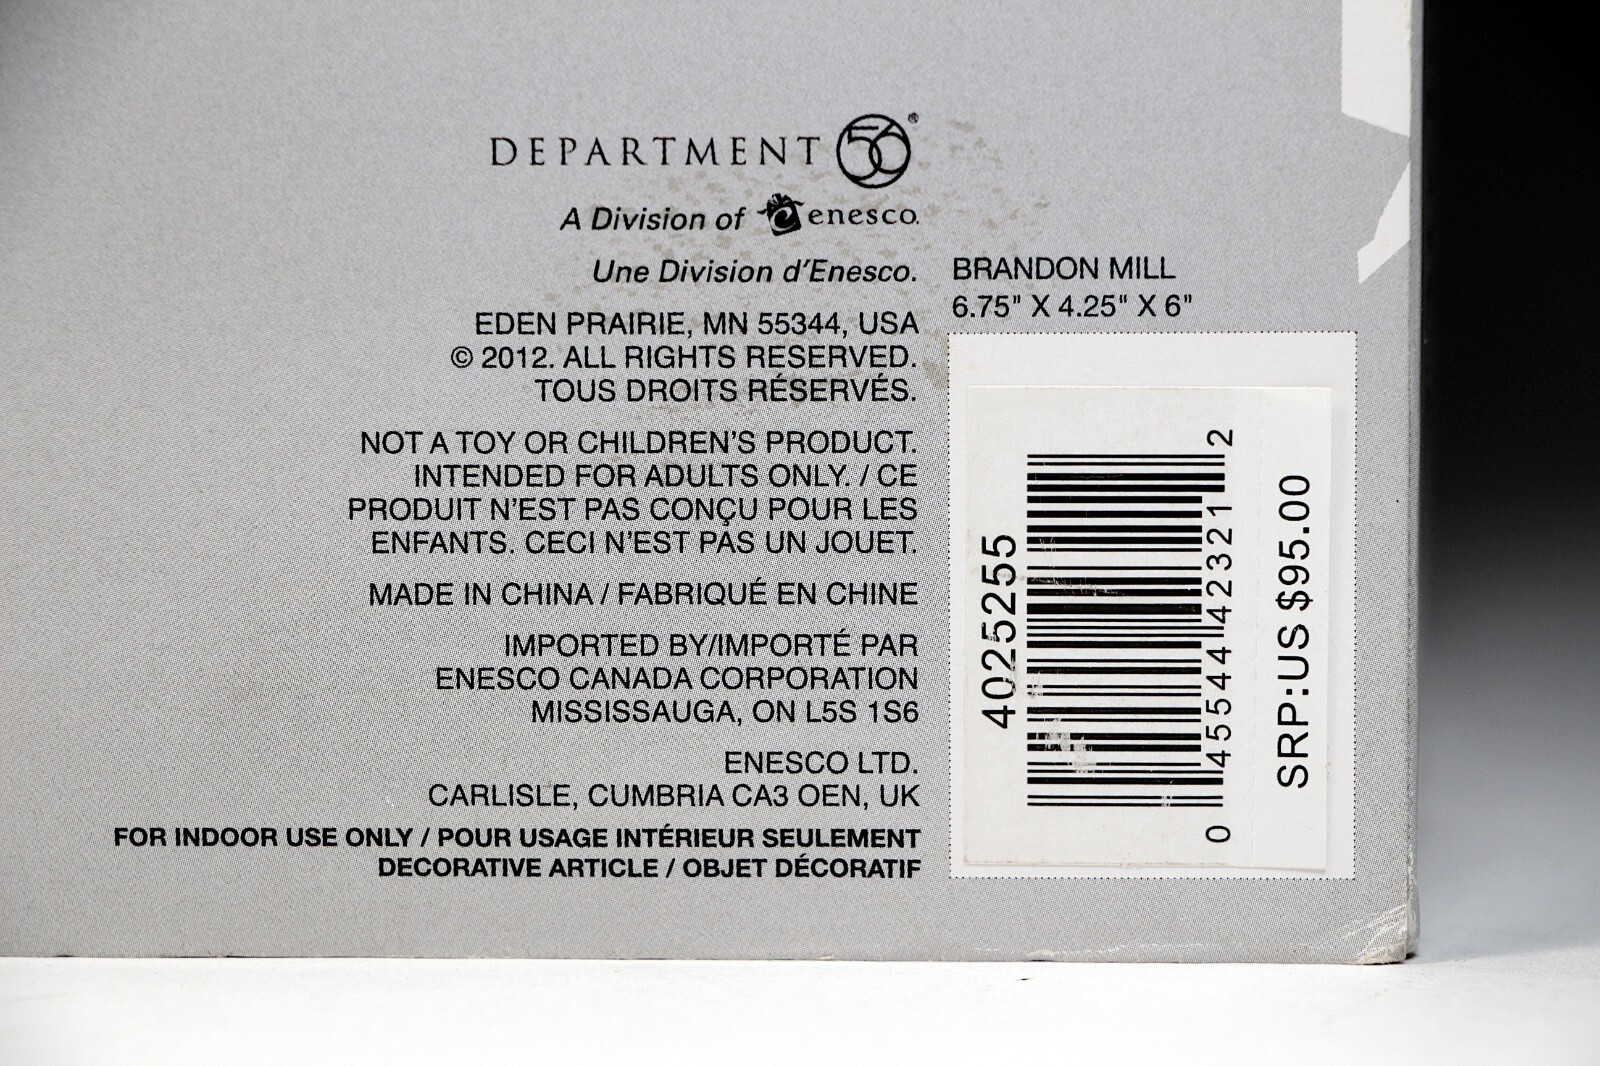 DEPARTMENT 56®
A Division of enesco.
Une Division d'Enesco.
EDEN PRAIRIE, MN 55344, USA
© 2012. ALL RIGHTS RESERVED.
TOUS DROITS RÉSERVÉS.
NOT A TOY OR CHILDREN'S PRODUCT.
INTENDED FOR ADULTS ONLY. / CE
PRODUIT N'EST PAS CONÇU POUR LES
ENFANTS. CECI N'EST PAS UN JOUET.
MADE IN CHINA / FABRIQUÉ EN CHINE
IMPORTED BY/IMPORTÉ PAR
ENESCO CANADA CORPORATION
MISSISSAUGA, ON L5S 1S6
ENESCO LTD.
CARLISLE, CUMBRIA CA3 OEN, UK
FOR INDOOR USE ONLY / POUR USAGE INTÉRIEUR SEULEMENT
DECORATIVE ARTICLE / OBJET DÉCORATIF
BRANDON MILL
6.75" X 4.25" X 6"
4025255
0 45544 42321 2
SRP:US $95.00